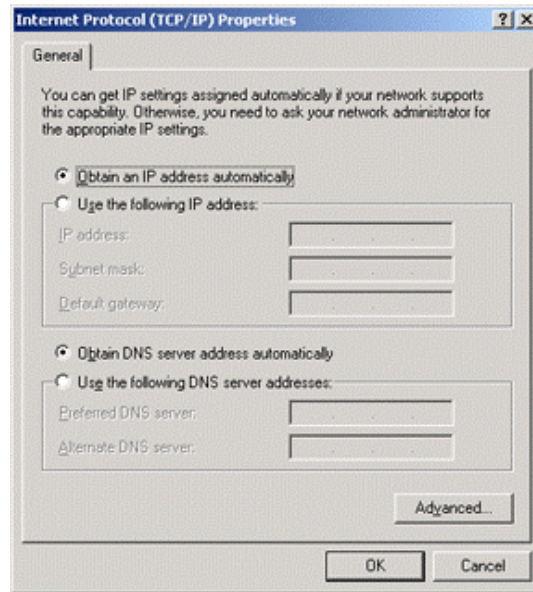 Internet Protocol (TCP/IP) Properties
General
You can get IP settings assigned automatically if your network supports
this capability. Otherwise, you need to ask your network administrator for
the appropriate IP settings.
Obtain an IP address automatically
Use the following IP address:
IP address:
Subnet mask:
Default gateway:
Obtain DNS server address automatically
Use the following DNS server addresses:
Preferred DNS server:
Alternate DNS server:
Advanced...
OK Cancel